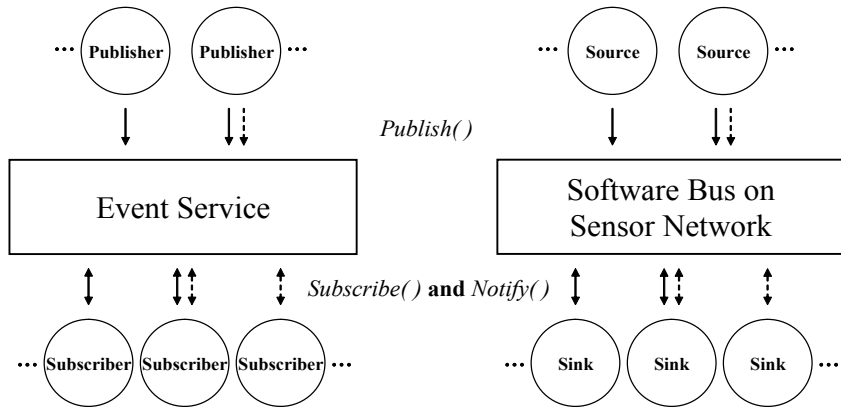 ... Publisher Publisher ... ... Source Source ...
Publish( )
Event Service
Software Bus on
Sensor Network
Subscribe( ) and Notify( )
... Subscriber Subscriber Subscriber ... ... Sink Sink Sink ...